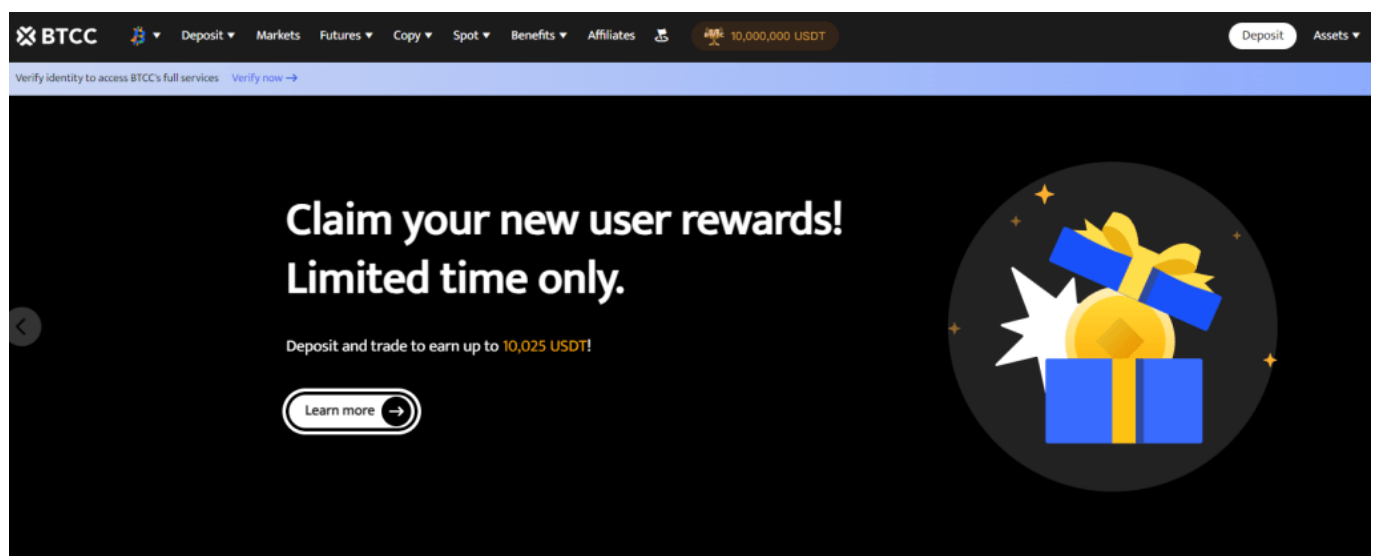 BTCC Deposit Markets Futures Copy Spot Benefits Affiliates 10,000,000 USDT Deposit Assets
Verify identity to access BTCC's full services Verify now →
Claim your new user rewards!
Limited time only.
Deposit and trade to earn up to 10,025 USDT!
Learn more →